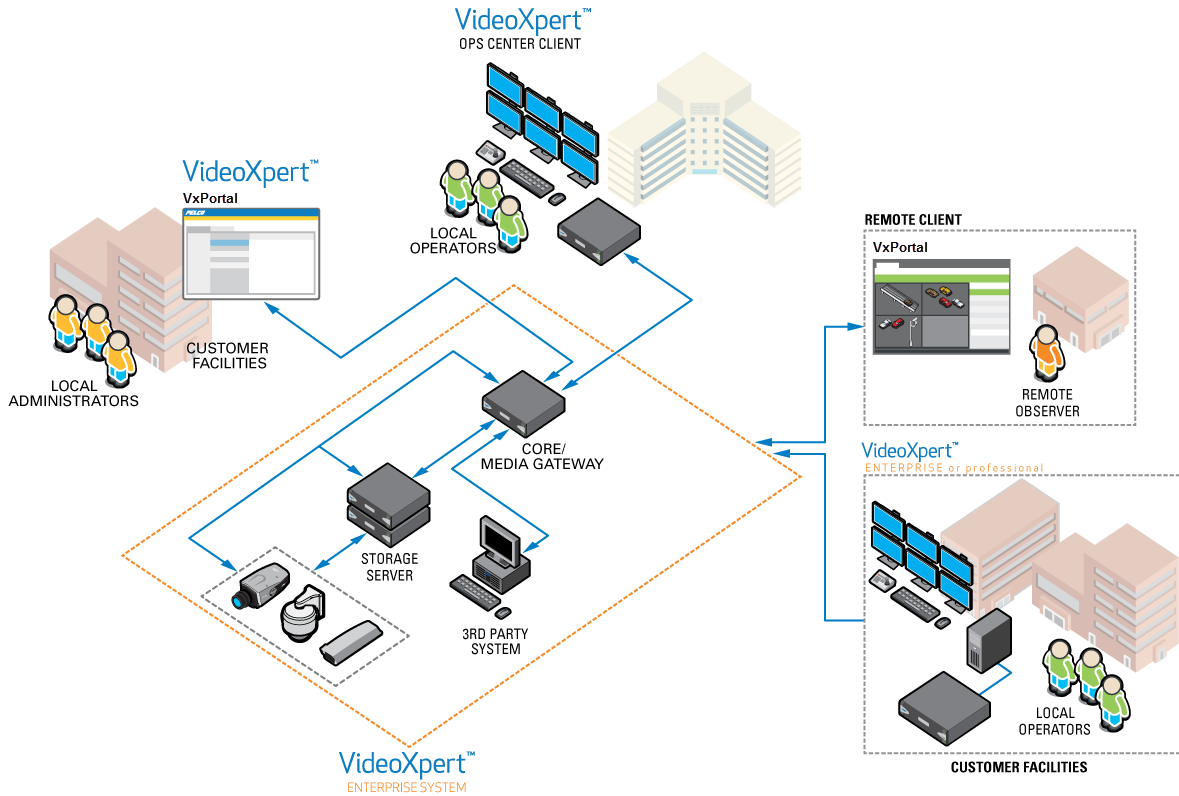 VideoXpert™
OPS CENTER CLIENT
VideoXpert™
VxPortal
PELCO
LOCAL
OPERATORS
CUSTOMER
FACILITIES
LOCAL
ADMINISTRATORS
REMOTE CLIENT
VxPortal
REMOTE
OBSERVER
CORE/
MEDIA GATEWAY
STORAGE
SERVER
3RD PARTY
SYSTEM
VideoXpert™
ENTERPRISE or professional
LOCAL
OPERATORS
CUSTOMER FACILITIES
VideoXpert™
ENTERPRISE SYSTEM